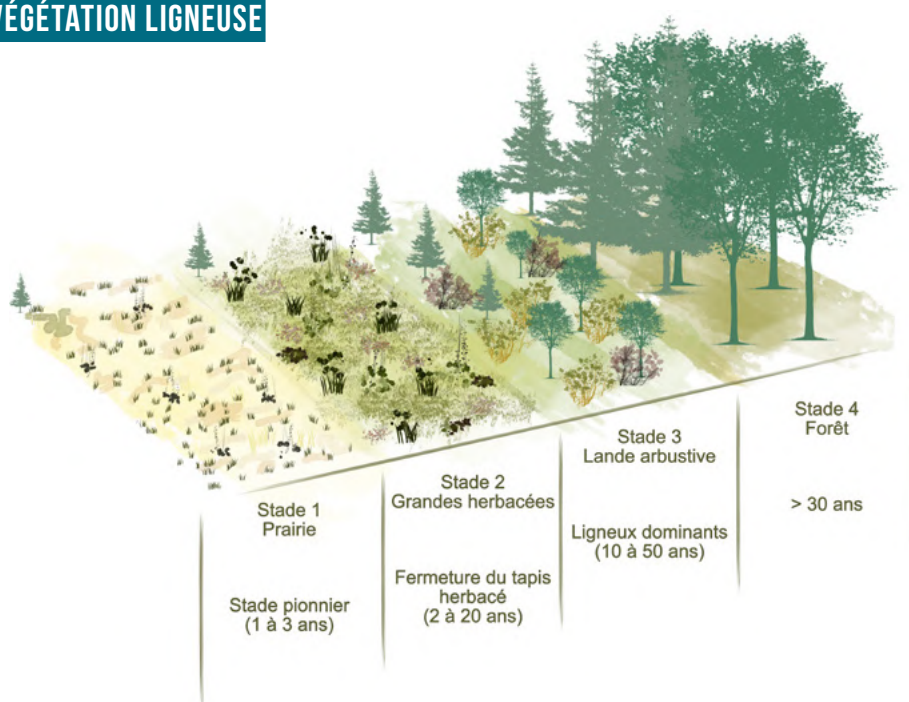 VÉGÉTATION LIGNEUSE
Stade 1
Prairie
Stade pionnier
(1 à 3 ans)
Stade 2
Grandes herbacées
Fermeture du tapis
herbacé
(2 à 20 ans)
Stade 3
Lande arbustive
Ligneux dominants
(10 à 50 ans)
Stade 4
Forêt
> 30 ans